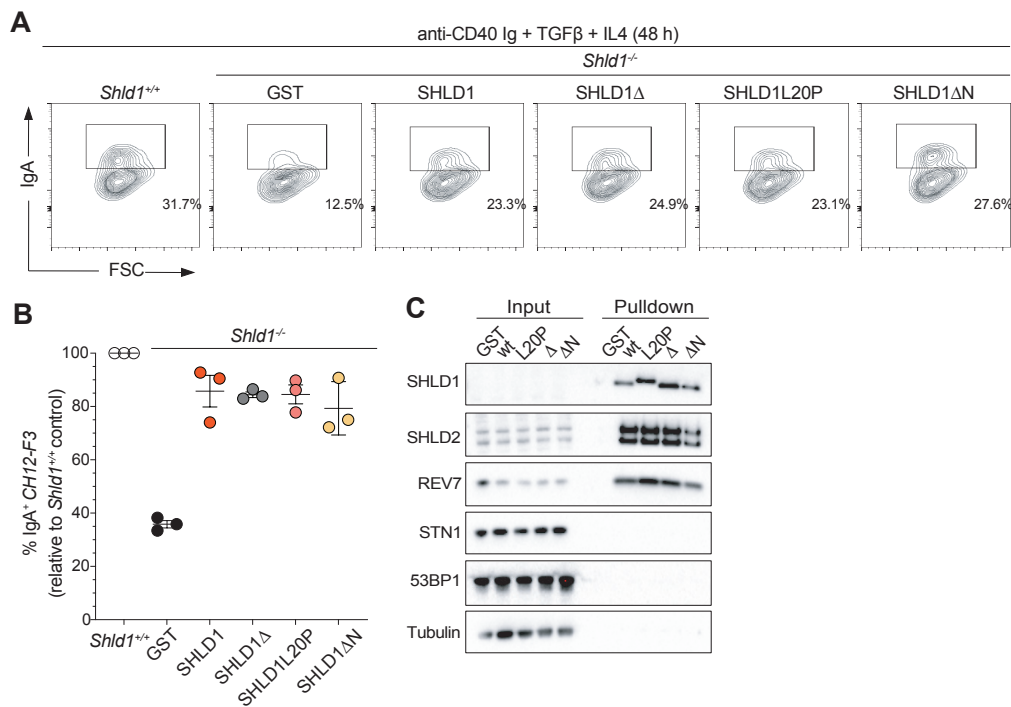 A
anti-CD40 Ig + TGFβ + IL4 (48 h)
Shld1-/-
Shld1+/+ GST SHLD1 SHLD1Δ SHLD1L20P SHLD1ΔN
IgA
31.7% 12.5% 23.3% 24.9% 23.1% 27.6%
FSC
B
Shld1-/-
% IgA+ CH12-F3
(relative to Shld1+/+ control)
100
80
60
40
20
0
Shld1+/+ GST SHLD1 SHLD1Δ SHLD1L20P SHLD1ΔN
C
Input Pulldown
GST wt L20P Δ ΔN GST wt L20P Δ ΔN
SHLD1
SHLD2
REV7
STN1
53BP1
Tubulin